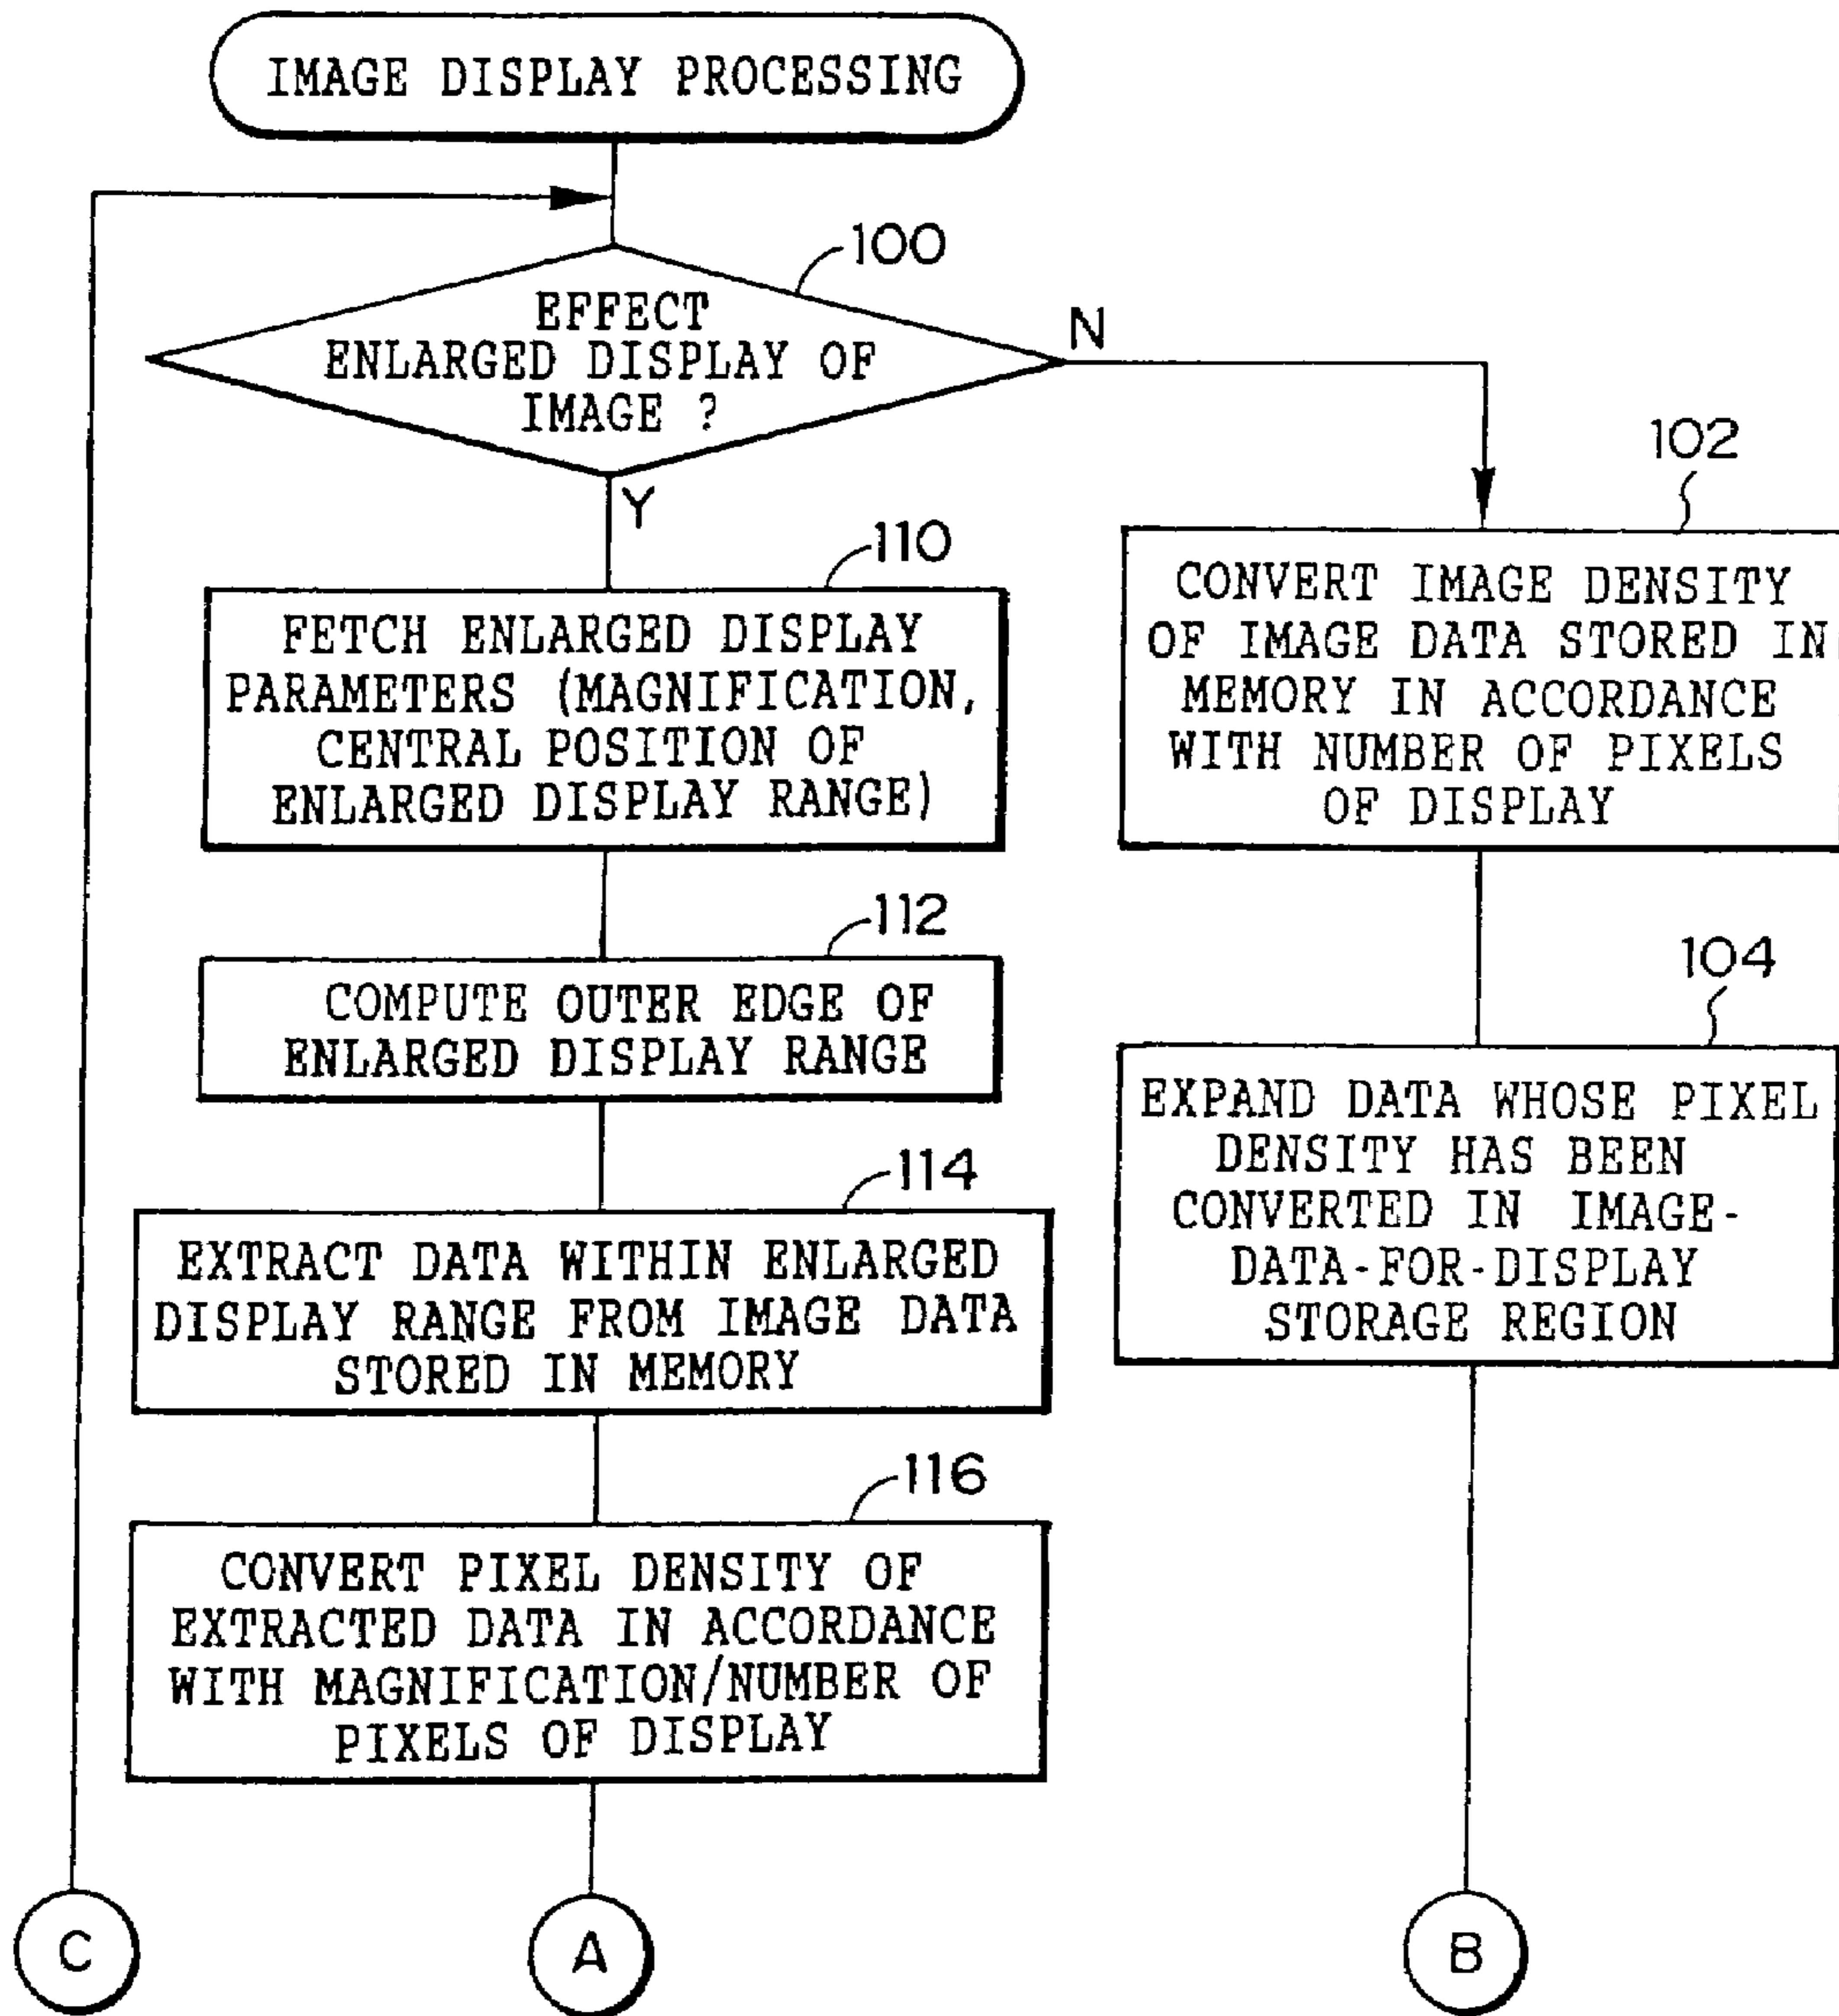 IMAGE DISPLAY PROCESSING
100
EFFECT
ENLARGED DISPLAY OF
IMAGE ?
N
Y
110
FETCH ENLARGED DISPLAY
PARAMETERS (MAGNIFICATION,
CENTRAL POSITION OF
ENLARGED DISPLAY RANGE)
112
COMPUTE OUTER EDGE OF
ENLARGED DISPLAY RANGE
114
EXTRACT DATA WITHIN ENLARGED
DISPLAY RANGE FROM IMAGE DATA
STORED IN MEMORY
116
CONVERT PIXEL DENSITY OF
EXTRACTED DATA IN ACCORDANCE
WITH MAGNIFICATION/NUMBER OF
PIXELS OF DISPLAY
102
CONVERT IMAGE DENSITY
OF IMAGE DATA STORED IN
MEMORY IN ACCORDANCE
WITH NUMBER OF PIXELS
OF DISPLAY
104
EXPAND DATA WHOSE PIXEL
DENSITY HAS BEEN
CONVERTED IN IMAGE-
DATA-FOR-DISPLAY
STORAGE REGION
C
A
B